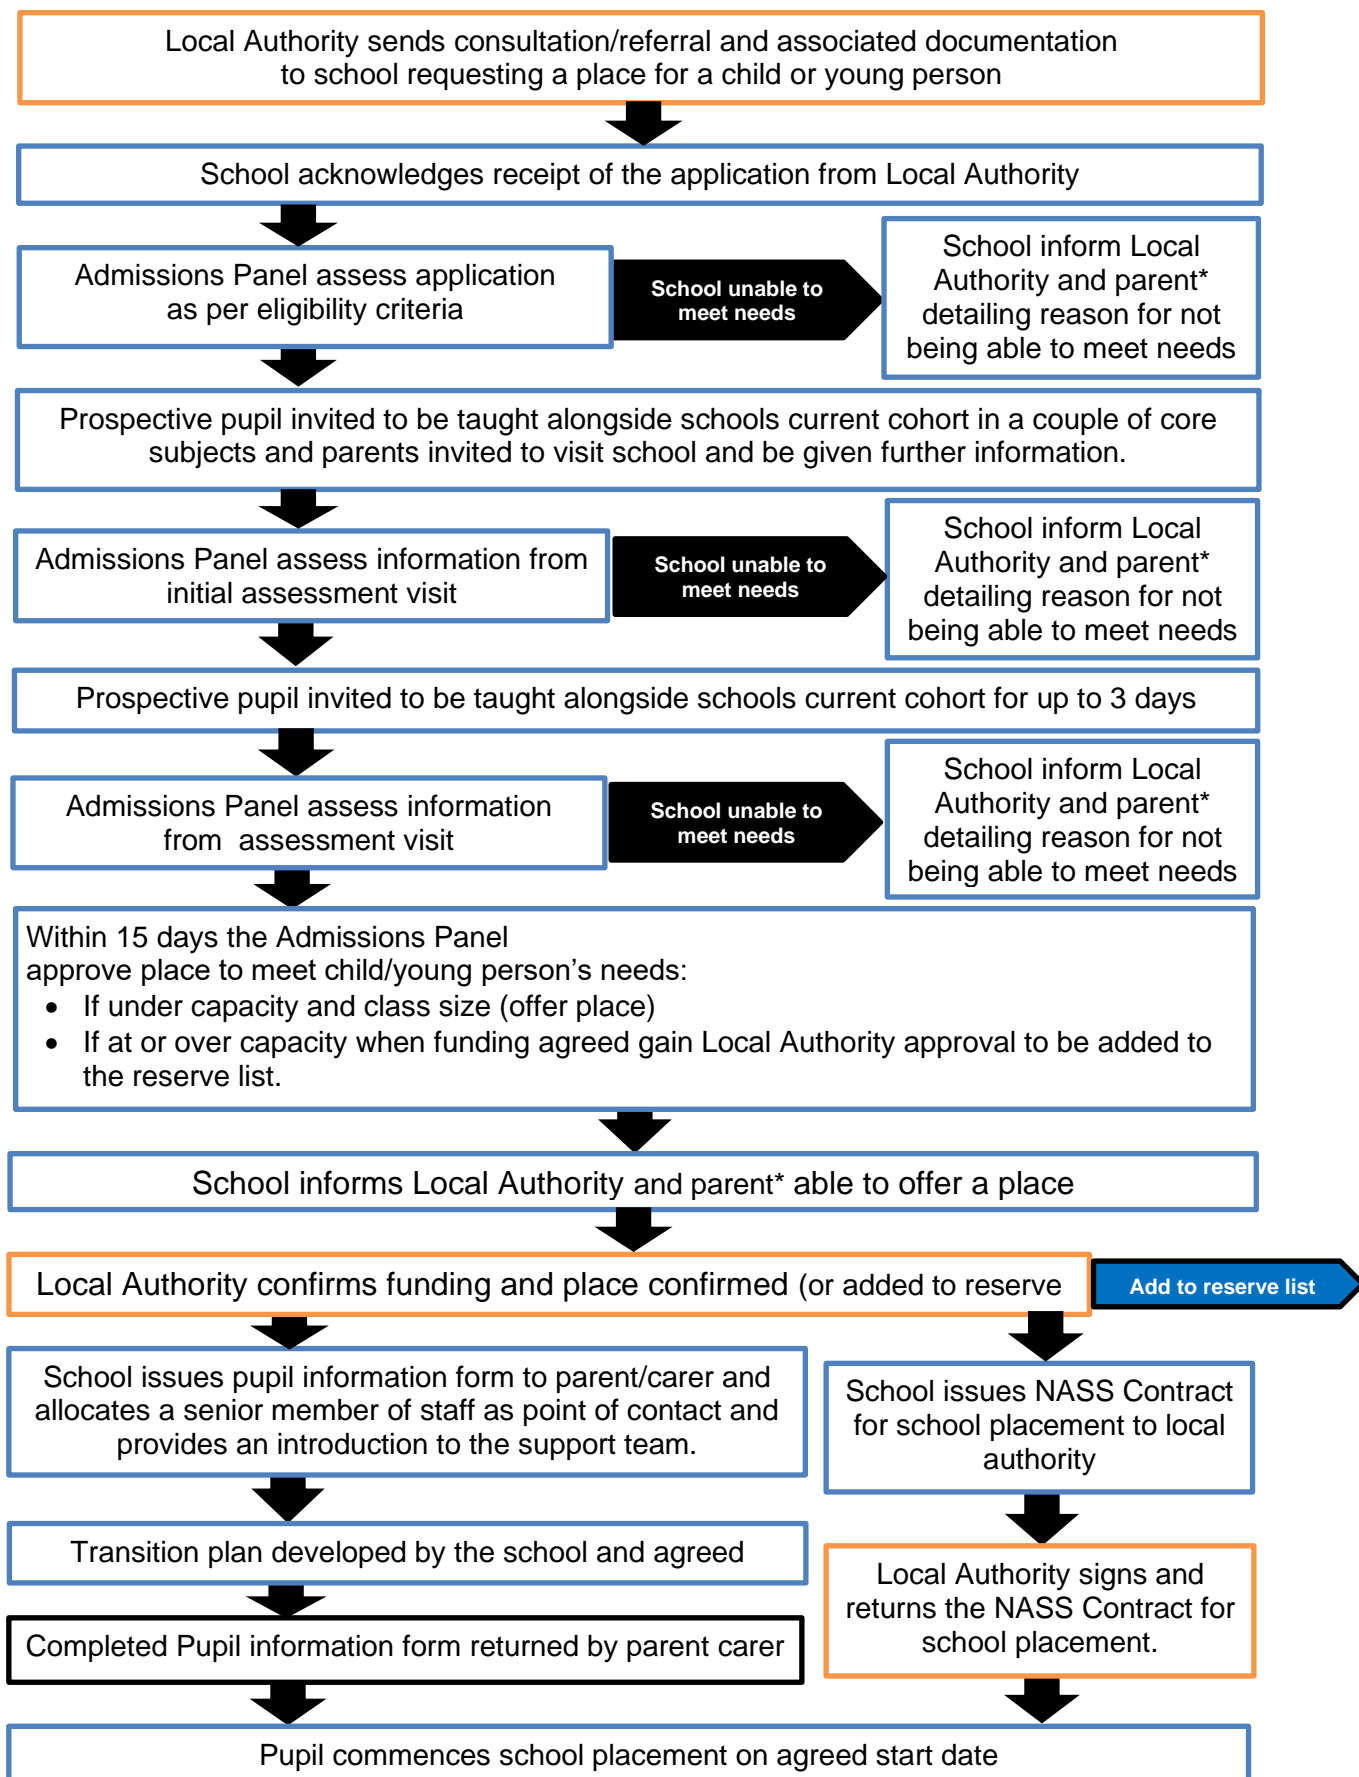 Local Authority sends consultation/referral and associated documentation
to school requesting a place for a child or young person
School acknowledges receipt of the application from Local Authority
Admissions Panel assess application
as per eligibility criteria
School unable to
meet needs
School inform Local
Authority and parent*
detailing reason for not
being able to meet needs
Prospective pupil invited to be taught alongside schools current cohort in a couple of core
subjects and parents invited to visit school and be given further information.
Admissions Panel assess information from
initial assessment visit
School unable to
meet needs
School inform Local
Authority and parent*
detailing reason for not
being able to meet needs
Prospective pupil invited to be taught alongside schools current cohort for up to 3 days
Admissions Panel assess information
from  assessment visit
School unable to
meet needs
School inform Local
Authority and parent*
detailing reason for not
being able to meet needs
Within 15 days the Admissions Panel
approve place to meet child/young person’s needs:
• If under capacity and class size (offer place)
• If at or over capacity when funding agreed gain Local Authority approval to be added to
the reserve list.
School informs Local Authority and parent* able to offer a place
Local Authority confirms funding and place confirmed (or added to reserve
Add to reserve list
School issues pupil information form to parent/carer and
allocates a senior member of staff as point of contact and
provides an introduction to the support team.
School issues NASS Contract
for school placement to local
authority
Transition plan developed by the school and agreed
Local Authority signs and
returns the NASS Contract for
school placement.
Completed Pupil information form returned by parent carer
Pupil commences school placement on agreed start date